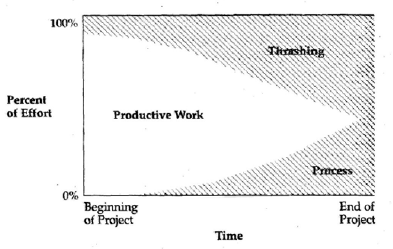 100%
Thrashing
Percent
of Effort
Productive Work
Process
0%
Beginning
of Project
End of
Project
Time